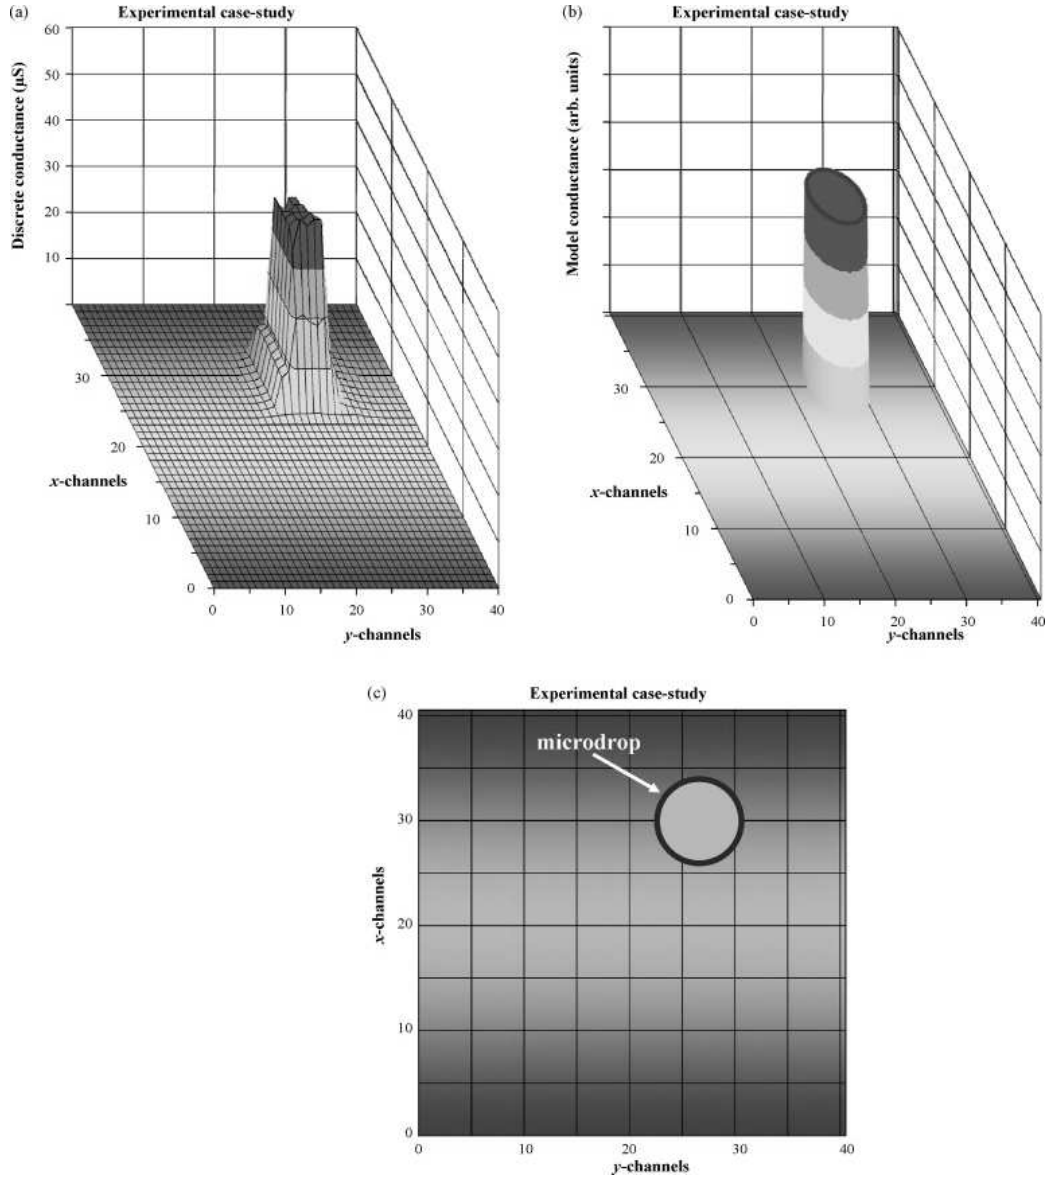 (a)
Experimental case-study
Discrete conductance (µS)
60
50
40
30
20
10
30
20
10
0
x-channels
0
10
20
30
40
y-channels
(b)
Experimental case-study
Model conductance (arb. units)
30
20
10
0
x-channels
0
10
20
30
40
y-channels
(c)
Experimental case-study
microdrop
x-channels
40
30
20
10
0
0
10
20
30
40
y-channels